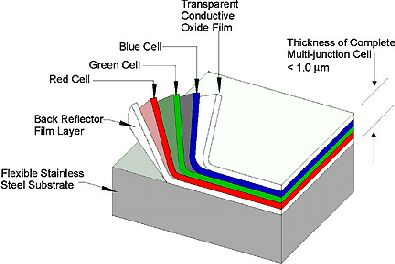 Transparent
Conductive
Oxide Film
Blue Cell
Green Cell
Red Cell
Back Reflector
Film Layer
Flexible Stainless
Steel Substrate
Thickness of Complete
Multi-junction Cell
< 1.0 µm